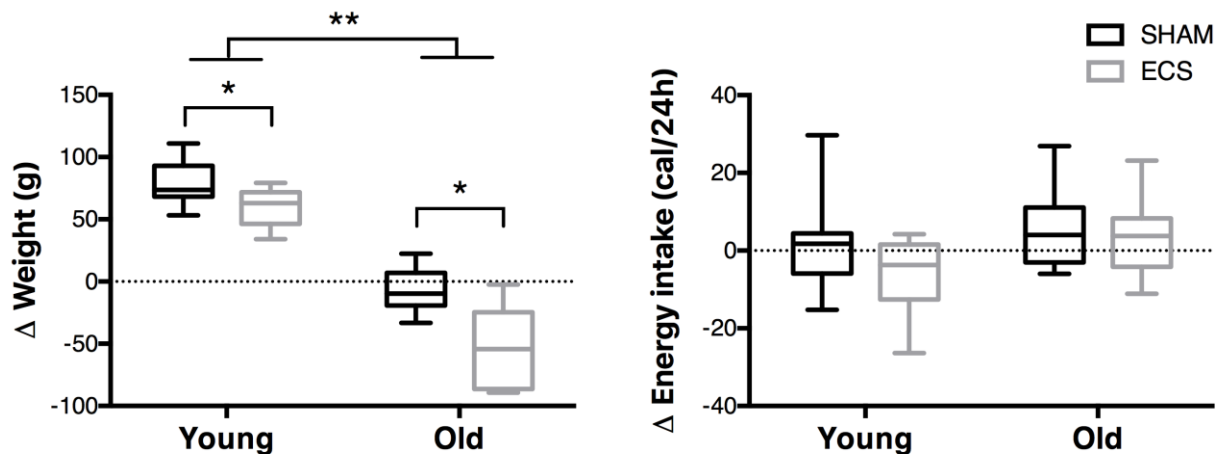 **
SHAM
ECS
Δ Weight (g)
150
100
50
0
-50
-100
*
*
Young
Old
Δ Energy intake (cal/24h)
40
20
0
-20
-40
Young
Old